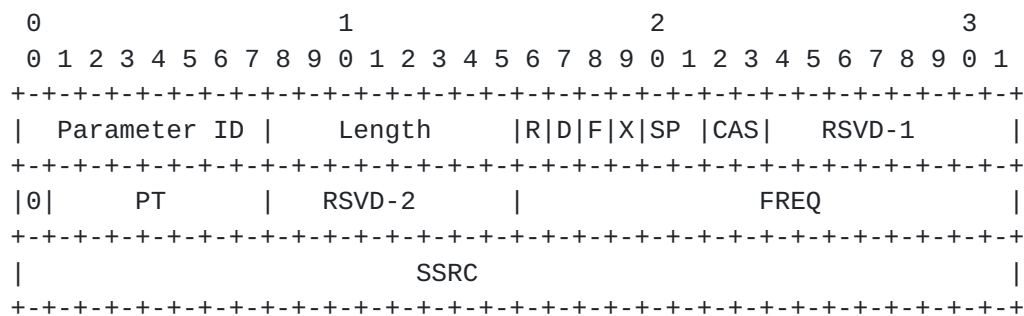 0                   1                   2                   3
 0 1 2 3 4 5 6 7 8 9 0 1 2 3 4 5 6 7 8 9 0 1 2 3 4 5 6 7 8 9 0 1
+-+-+-+-+-+-+-+-+-+-+-+-+-+-+-+-+-+-+-+-+-+-+-+-+-+-+-+-+-+-+-+-+
|  Parameter ID |    Length     |R|D|F|X|SP |CAS|   RSVD-1      |
+-+-+-+-+-+-+-+-+-+-+-+-+-+-+-+-+-+-+-+-+-+-+-+-+-+-+-+-+-+-+-+-+
|0|     PT      |   RSVD-2      |               FREQ            |
+-+-+-+-+-+-+-+-+-+-+-+-+-+-+-+-+-+-+-+-+-+-+-+-+-+-+-+-+-+-+-+-+
|                         SSRC                                  |
+-+-+-+-+-+-+-+-+-+-+-+-+-+-+-+-+-+-+-+-+-+-+-+-+-+-+-+-+-+-+-+-+